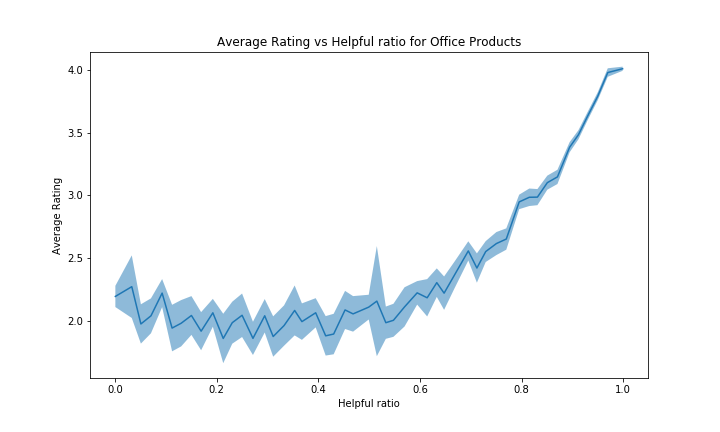 Average Rating vs Helpful ratio for Office Products
4.0
3.5
3.0
2.5
2.0
Average Rating
0.0 0.2 0.4 0.6 0.8 1.0
Helpful ratio